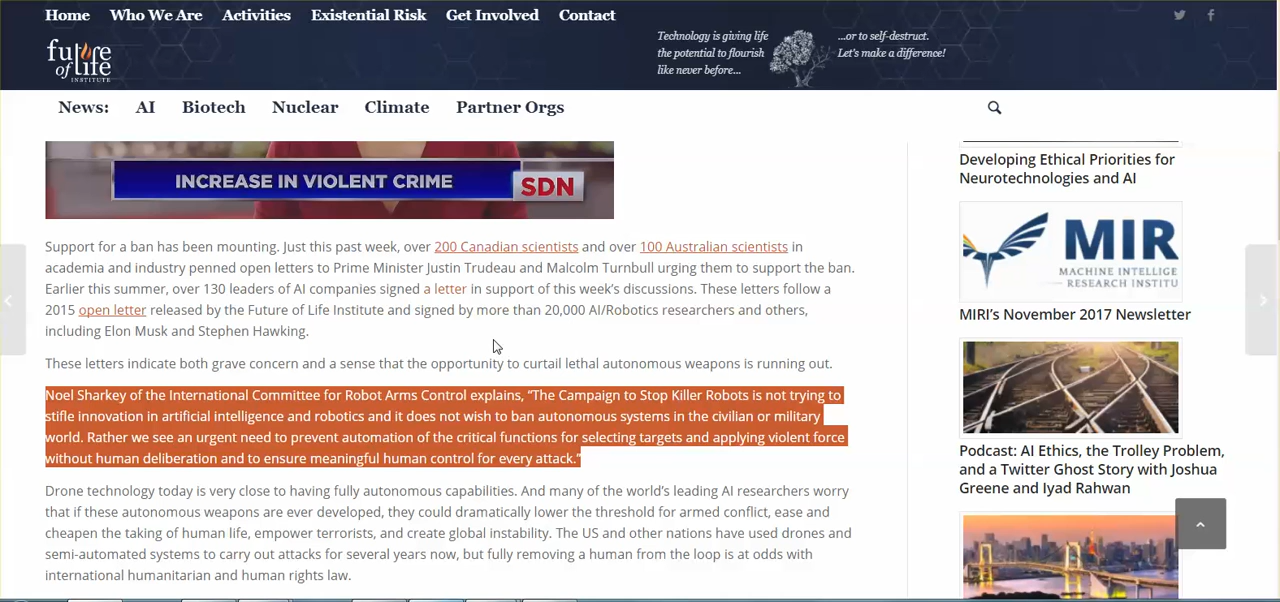 Home Who We Are Activities Existential Risk Get Involved Contact
future
of life
INSTITUTE
Technology is giving life
the potential to flourish
like never before...
...or to self-destruct.
Let's make a difference!
News: AI Biotech Nuclear Climate Partner Orgs
INCREASE IN VIOLENT CRIME SDN
Support for a ban has been mounting. Just this past week, over 200 Canadian scientists and over 100 Australian scientists in
academia and industry penned open letters to Prime Minister Justin Trudeau and Malcolm Turnbull urging them to support the ban.
Earlier this summer, over 130 leaders of AI companies signed a letter in support of this week's discussions. These letters follow a
2015 open letter released by the Future of Life Institute and signed by more than 20,000 AI/Robotics researchers and others,
including Elon Musk and Stephen Hawking.
These letters indicate both grave concern and a sense that the opportunity to curtail lethal autonomous weapons is running out.
Noel Sharkey of the International Committee for Robot Arms Control explains, “The Campaign to Stop Killer Robots is not trying to
stifle innovation in artificial intelligence and robotics and it does not wish to ban autonomous systems in the civilian or military
world. Rather we see an urgent need to prevent automation of the critical functions for selecting targets and applying violent force
without human deliberation and to ensure meaningful human control for every attack.”
Drone technology today is very close to having fully autonomous capabilities. And many of the world's leading AI researchers worry
that if these autonomous weapons are ever developed, they could dramatically lower the threshold for armed conflict, ease and
cheapen the taking of human life, empower terrorists, and create global instability. The US and other nations have used drones and
semi-automated systems to carry out attacks for several years now, but fully removing a human from the loop is at odds with
international humanitarian and human rights law.
Developing Ethical Priorities for
Neurotechnologies and AI
MIR
MACHINE INTELLIGE
RESEARCH INSTITU
MIRI's November 2017 Newsletter
Podcast: AI Ethics, the Trolley Problem,
and a Twitter Ghost Story with Joshua
Greene and Iyad Rahwan